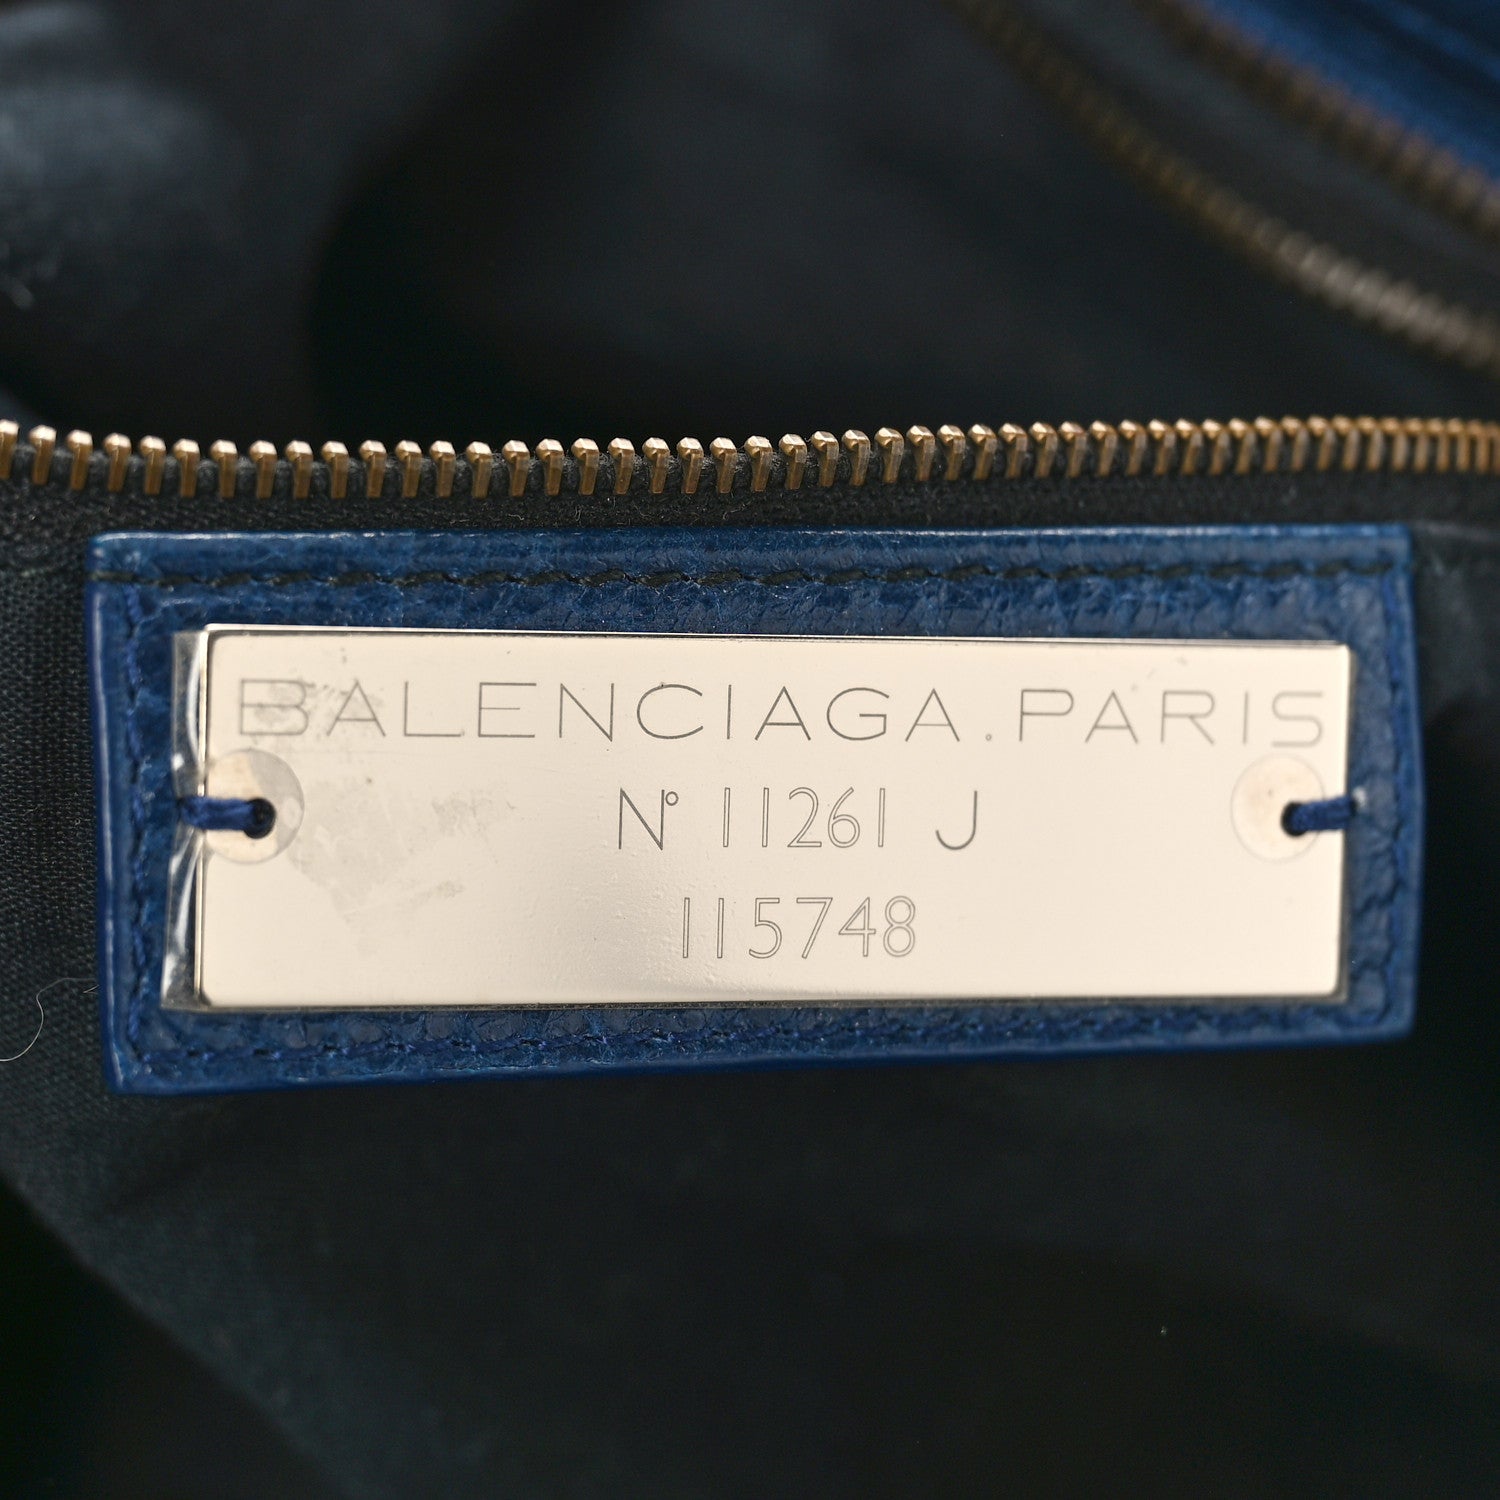 BALENCIAGA.PARIS
N° 11261 J
115748